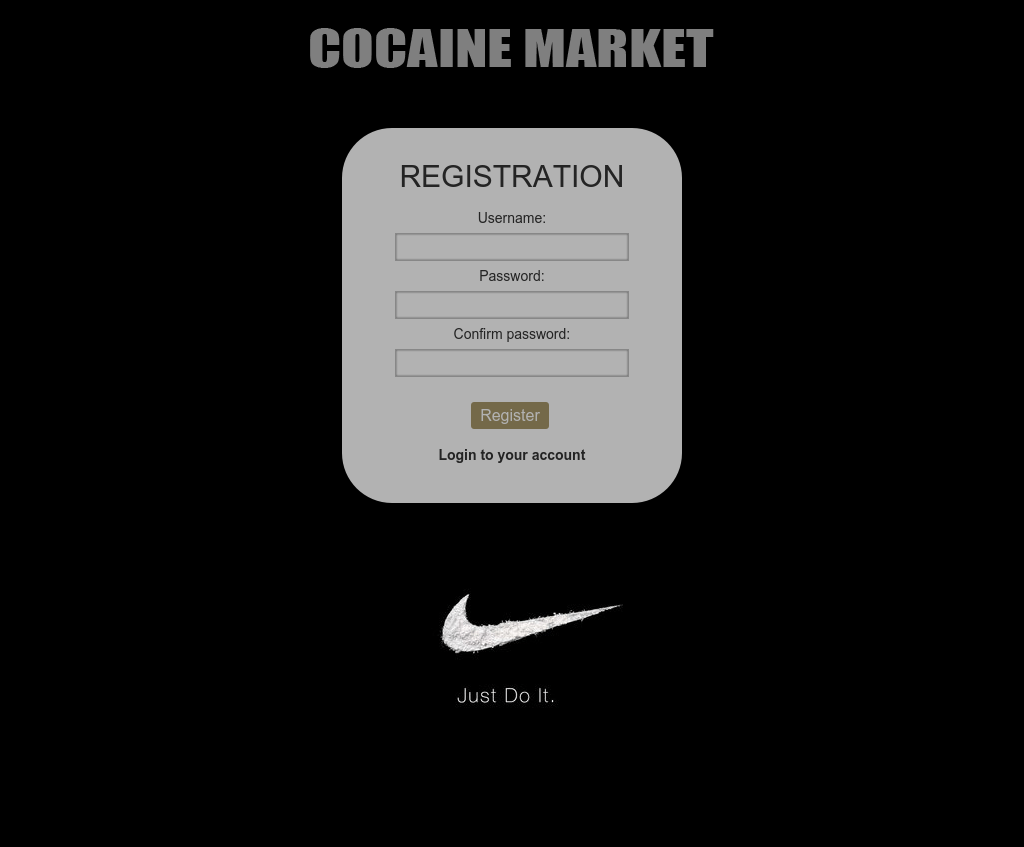 COCAINE MARKET
REGISTRATION
Username:
Password:
Confirm password:
Register
Login to your account
Just Do It.